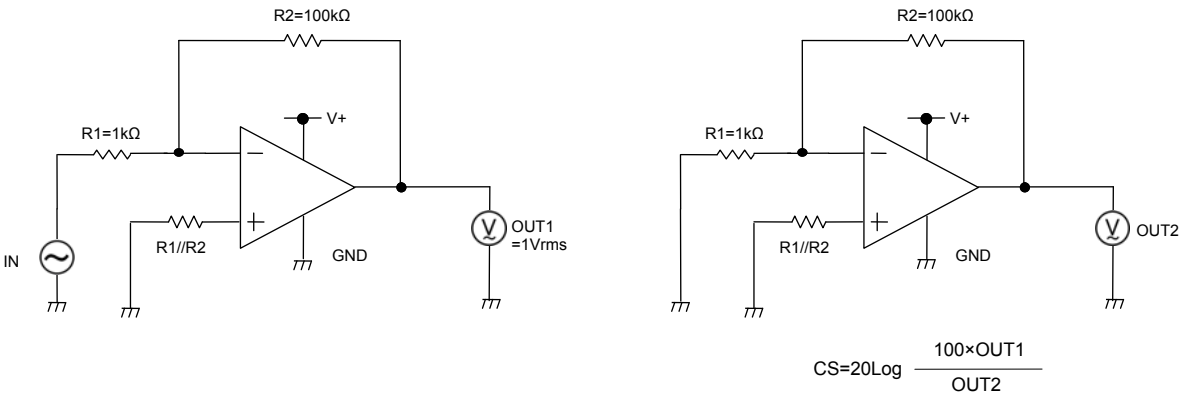 R2=100kΩ
V+
R1=1kΩ
−
+
R1//R2
GND
IN
V
OUT1
=1Vrms
R2=100kΩ
V+
R1=1kΩ
−
+
R1//R2
GND
V
OUT2
CS=20Log 100×OUT1
OUT2